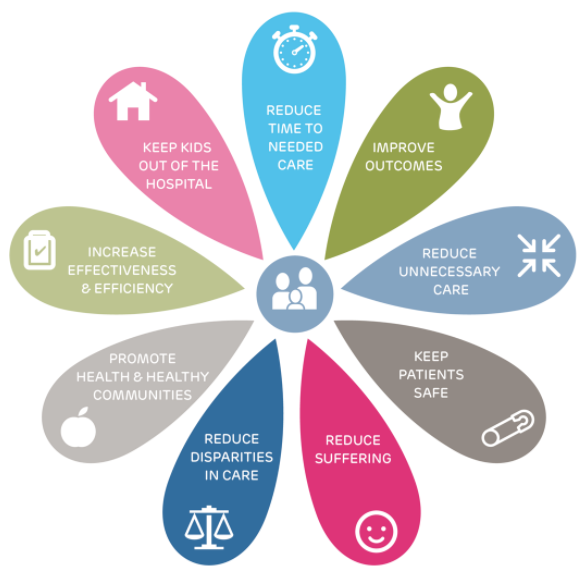 REDUCE
TIME TO
NEEDED
CARE
IMPROVE
OUTCOMES
REDUCE
UNNECESSARY
CARE
KEEP
PATIENTS
SAFE
REDUCE
SUFFERING
REDUCE
DISPARITIES
IN CARE
PROMOTE
HEALTH & HEALTHY
COMMUNITIES
INCREASE
EFFECTIVENESS
& EFFICIENCY
KEEP KIDS
OUT OF THE
HOSPITAL